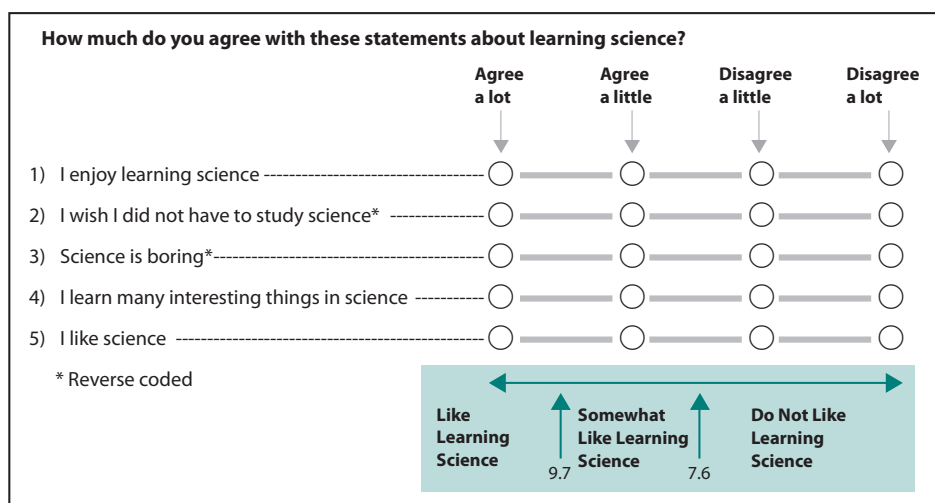 How much do you agree with these statements about learning science?
Agree a lot
Agree a little
Disagree a little
Disagree a lot
1) I enjoy learning science
2) I wish I did not have to study science*
3) Science is boring*
4) I learn many interesting things in science
5) I like science
* Reverse coded
Like Learning Science
9.7
Somewhat Like Learning Science
7.6
Do Not Like Learning Science